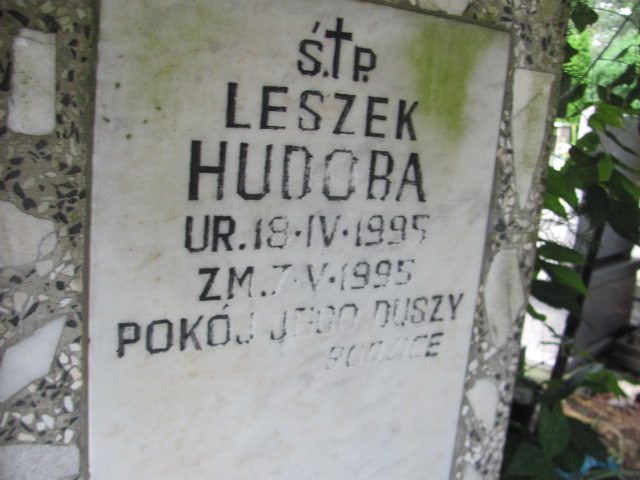 Ś.†P.
LESZEK
HUDOBA
UR.18·IV·1995
ZM.7·V·1995
POKÓJ JEGO DUSZY
RODZICE